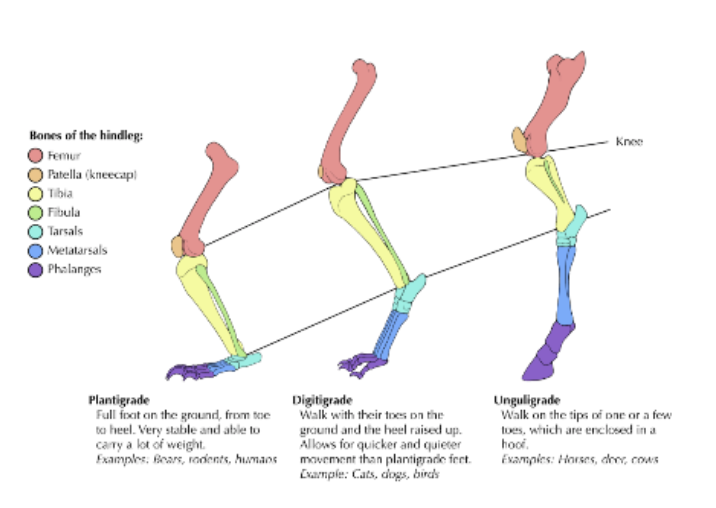 Bones of the hindleg:
Femur
Patella (kneecap)
Tibia
Fibula
Tarsals
Metatarsals
Phalanges
Knee
Plantigrade
Full foot on the ground, from toe
to heel. Very stable and able to
carry a lot of weight.
Examples: Bears, rodents, humans
Digitigrade
Walk with their toes on the
ground and the heel raised up.
Allows for quicker and quieter
movement than plantigrade feet.
Example: Cats, dogs, birds
Unguligrade
Walk on the tips of one or a few
toes, which are enclosed in a
hoof.
Examples: Horses, deer, cows